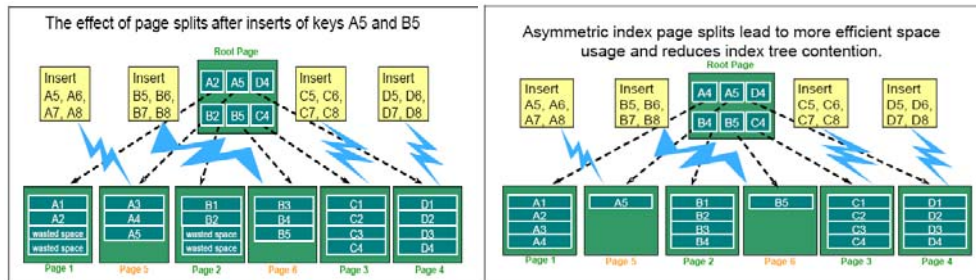 The effect of page splits after inserts of keys A5 and B5
Root Page
Insert
A5, A6,
A7, A8
Insert
B5, B6,
B7, B8
A2 A5 D4
B2 B5 C4
Insert
C5, C6,
C7, C8
Insert
D5, D6,
D7, D8
A1
A2
wasted space
wasted space
Page 1
A3
A4
A5
Page 5
B1
B2
wasted space
wasted space
Page 2
B3
B4
B5
Page 6
C1
C2
C3
C4
Page 3
D1
D2
D3
D4
Page 4
Asymmetric index page splits lead to more efficient space
usage and reduces index tree contention.
Root Page
Insert
A5, A6,
A7, A8
Insert
B5, B6,
B7, B8
A4 A5 D4
B4 B5 C4
Insert
C5, C6,
C7, C8
Insert
D5, D6,
D7, D8
A1
A2
A3
A4
Page 1
A5
Page 5
B1
B2
B3
B4
Page 2
B5
Page 6
C1
C2
C3
C4
Page 3
D1
D2
D3
D4
Page 4